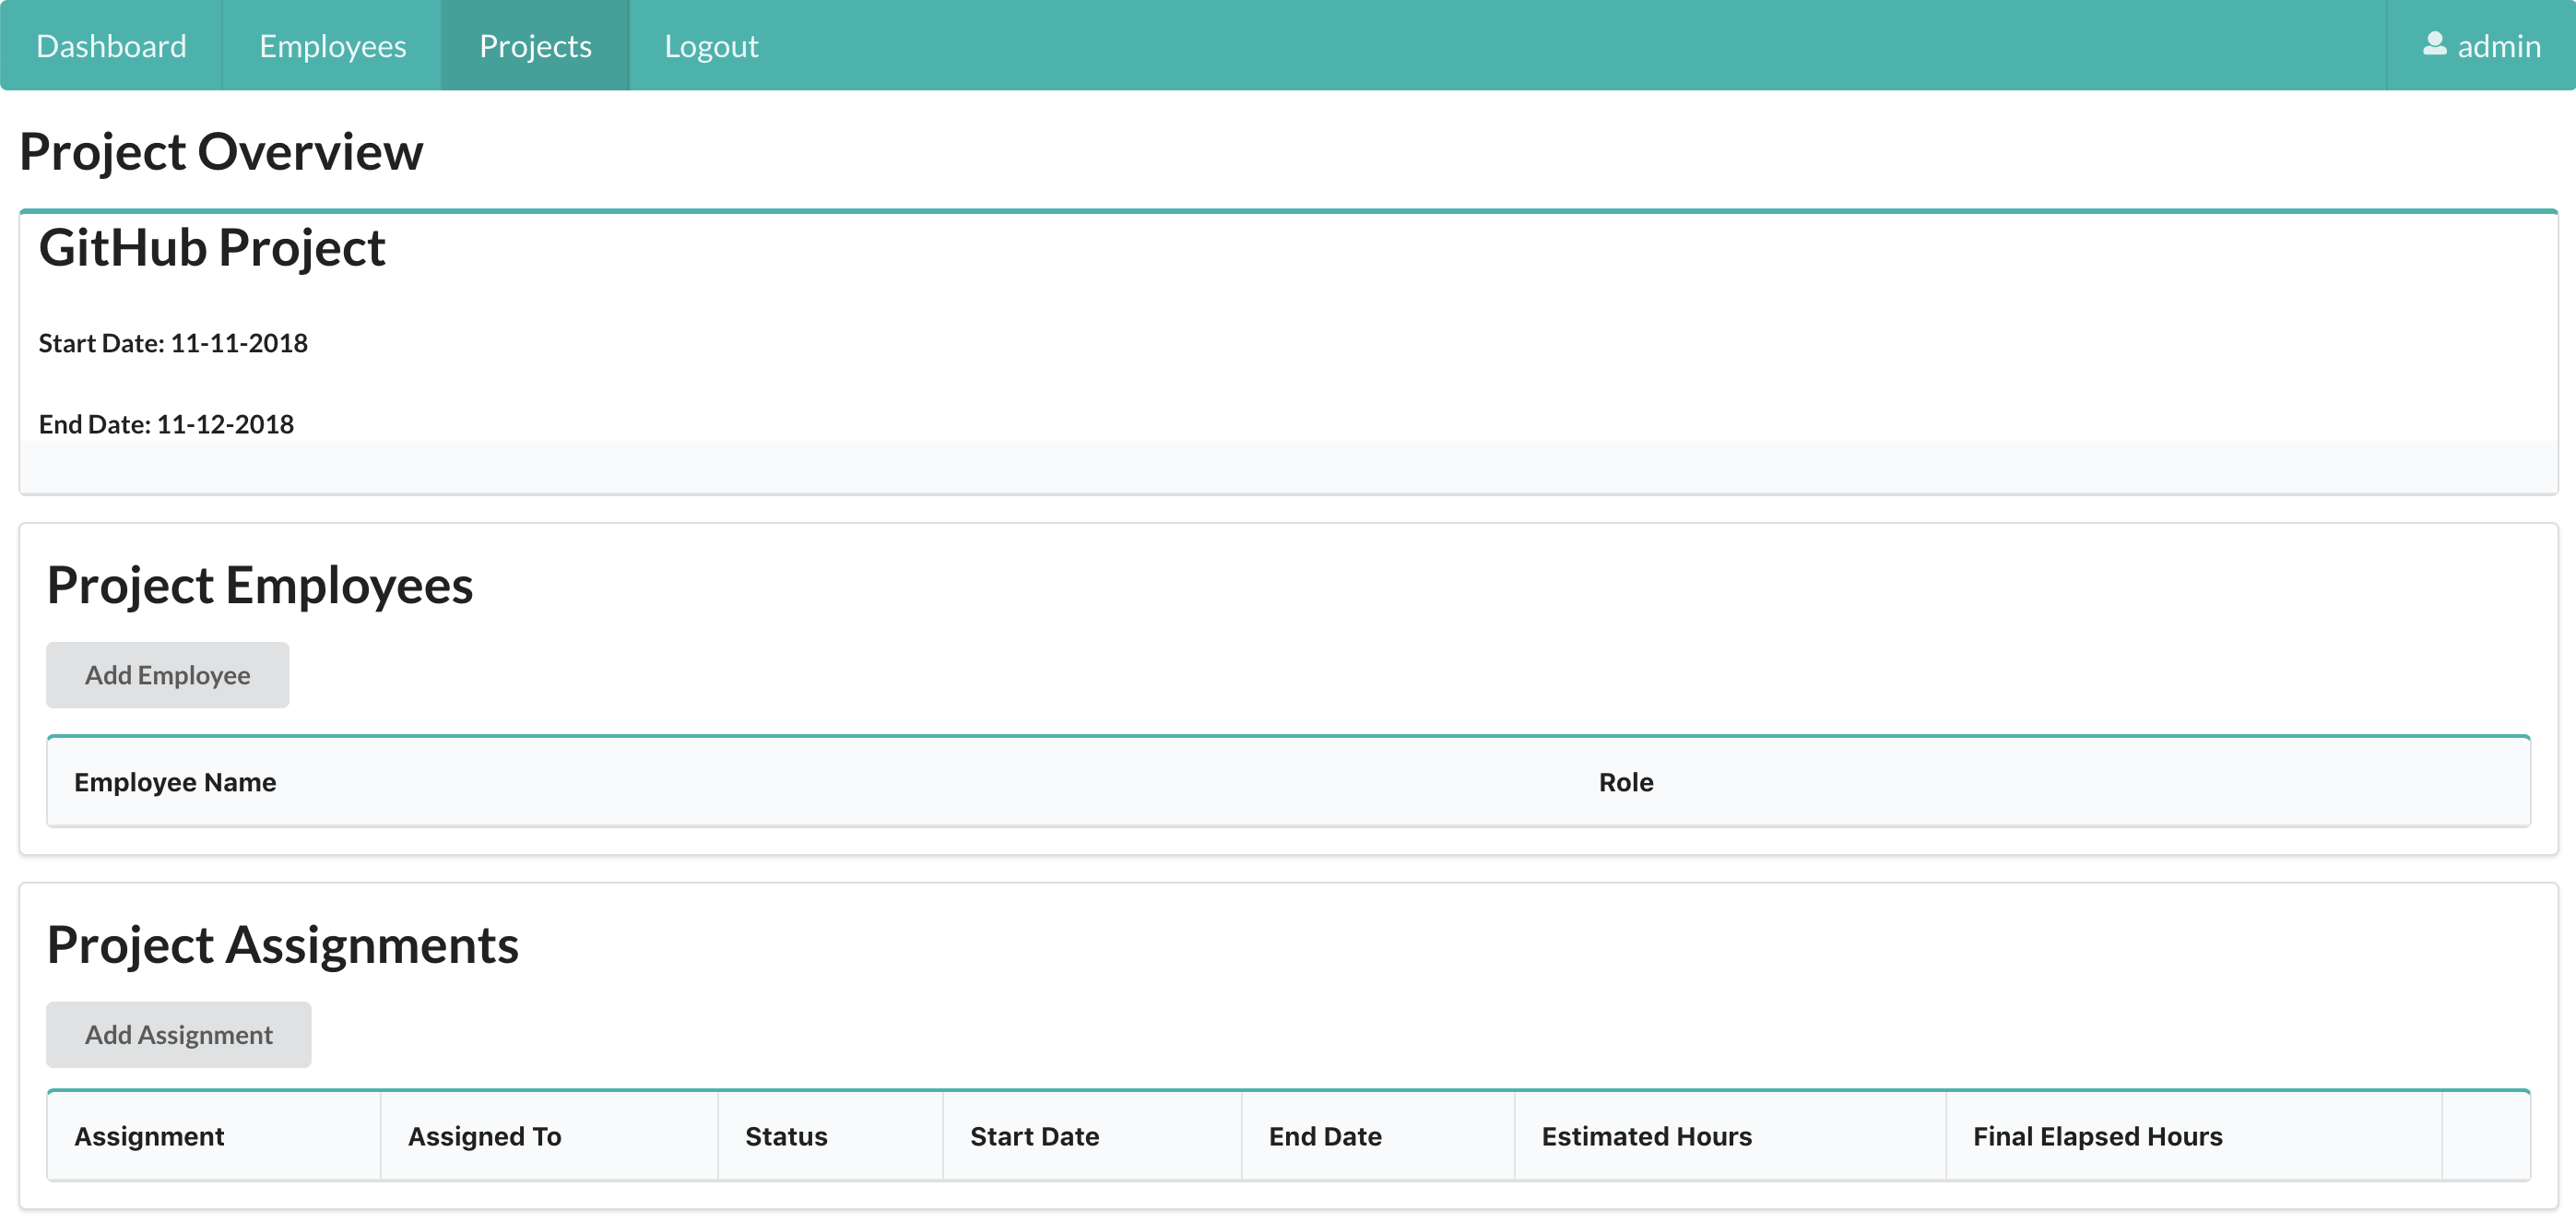 Dashboard Employees Projects Logout admin
Project Overview
GitHub Project
Start Date: 11-11-2018
End Date: 11-12-2018
Project Employees
Add Employee
Employee Name Role
Project Assignments
Add Assignment
Assignment Assigned To Status Start Date End Date Estimated Hours Final Elapsed Hours